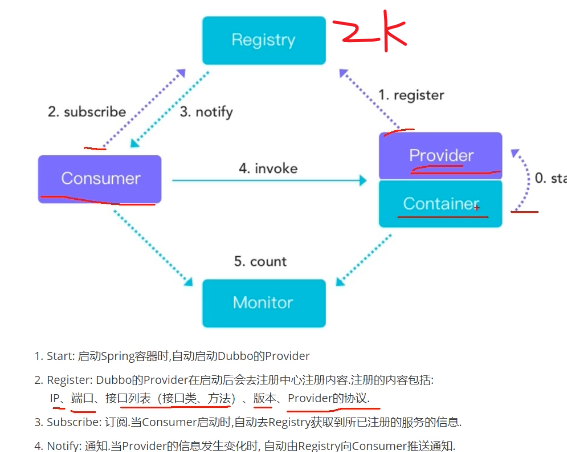 Registry
2k
2. subscribe
3. notify
1. register
Consumer
4. invoke
Provider
Container
0. sta
5. count
Monitor
1. Start: 启动Spring容器时,自动启动Dubbo的Provider
2. Register: Dubbo的Provider在启动后会去注册中心注册内容.注册的内容包括:
IP、端口、接口列表（接口类、方法）、版本、Provider的协议.
3. Subscribe: 订阅.当Consumer启动时,自动去Registry获取到所已注册的服务的信息.
4. Notify: 通知.当Provider的信息发生变化时, 自动由Registry向Consumer推送通知.